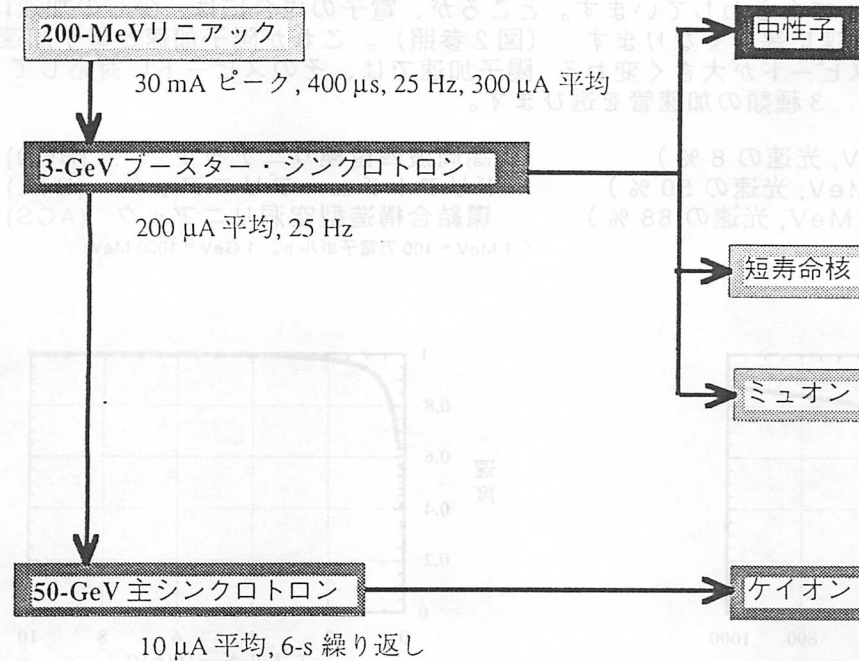 200-MeVリニアック
中性子
30 mA ピーク, 400 μs, 25 Hz, 300 μA 平均
3-GeV ブースター・シンクロトロン
200 μA 平均, 25 Hz
短寿命核
ミュオン
50-GeV 主シンクロトロン
ケイオン
10 μA 平均, 6-s 繰り返し